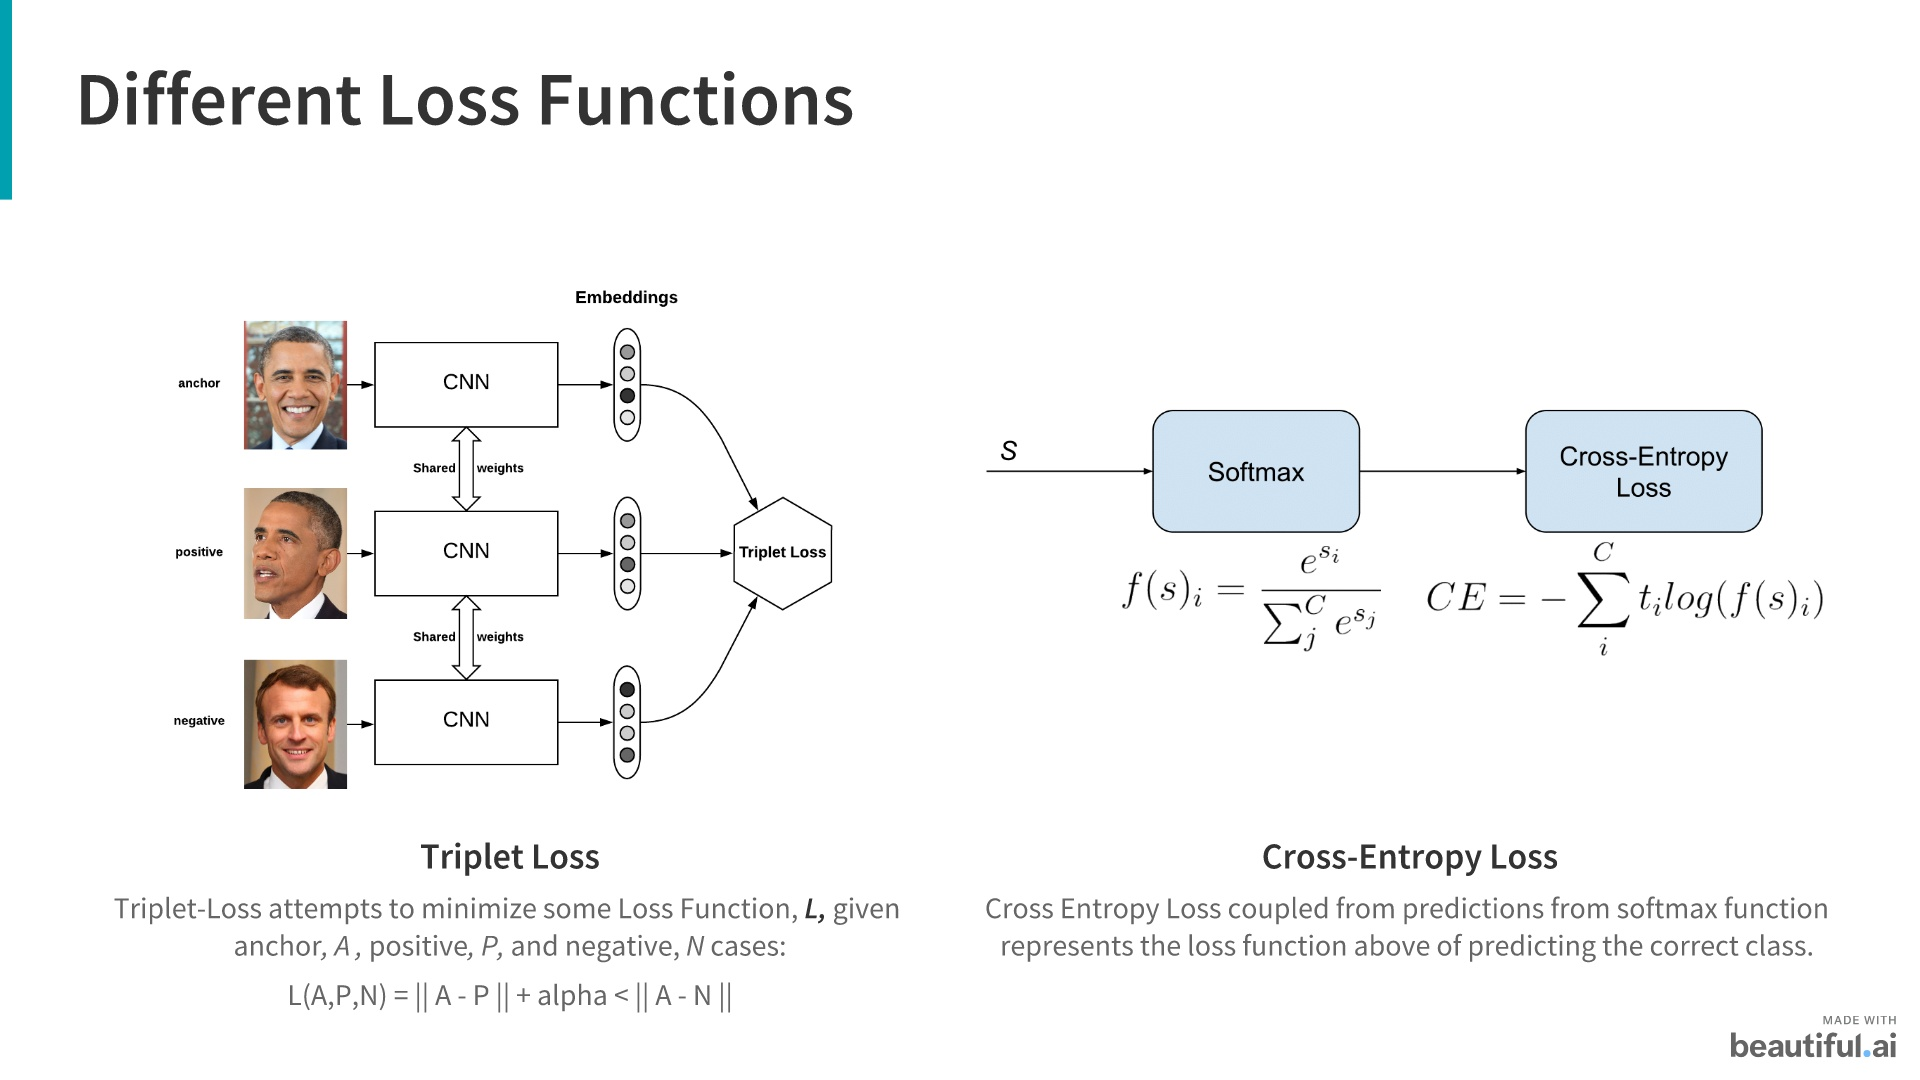 Different Loss Functions
Embeddings
anchor
CNN
Shared weights
positive
CNN
Triplet Loss
Shared weights
negative
CNN
S
Softmax
Cross-Entropy
Loss
f(s)_i = \frac{e^{s_i}}{\sum_j^C e^{s_j}}
CE = -\sum_i^C t_i log(f(s)_i)
Triplet Loss
Triplet-Loss attempts to minimize some Loss Function, L, given
anchor, A , positive, P, and negative, N cases:
L(A,P,N) = || A - P || + alpha < || A - N ||
Cross-Entropy Loss
Cross Entropy Loss coupled from predictions from softmax function
represents the loss function above of predicting the correct class.
MADE WITH
beautiful.ai